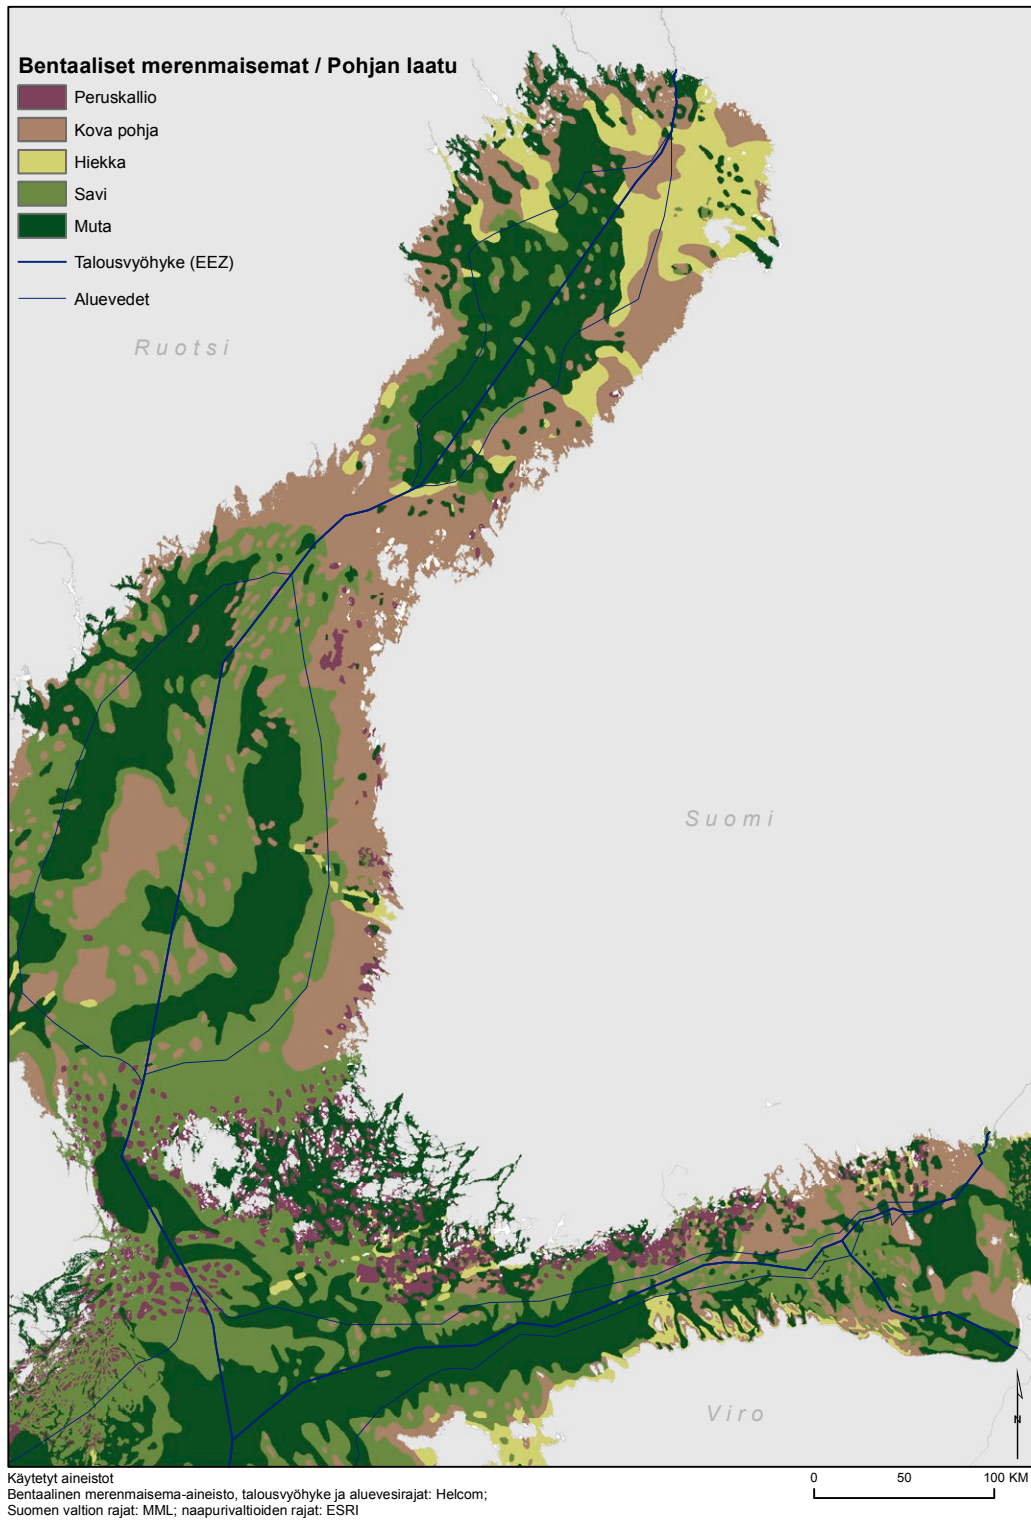 Bentaaliset merenmaisemat / Pohjan laatu
Peruskallio
Kova pohja
Hiekka
Savi
Muta
Talousvyöhyke (EEZ)
Aluevedet
Ruotsi
Suomi
Viro
N
0 50 100 KM
Käytetyt aineistot
Bentaalinen merenmaisema-aineisto, talousvyöhyke ja aluevesirajat: Helcom;
Suomen valtion rajat: MML; naapurivaltioiden rajat: ESRI